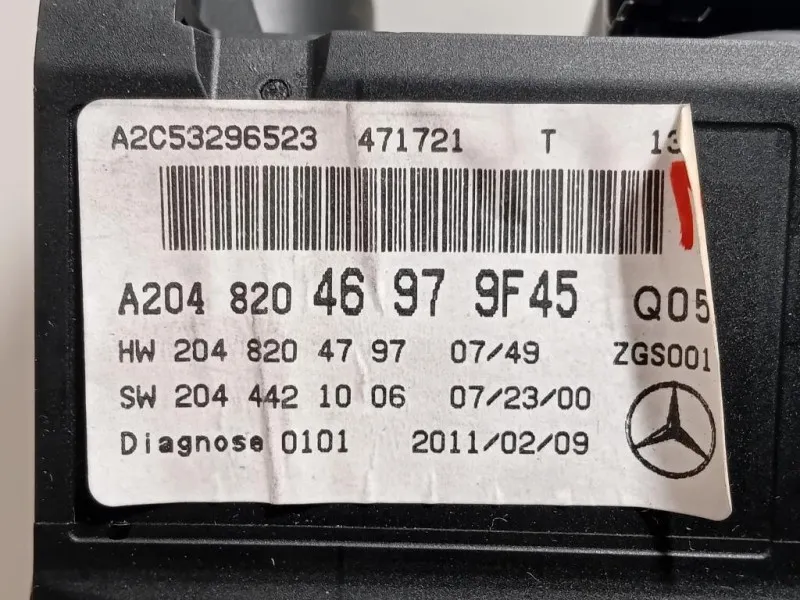 A2C53296523 471721 T 13
A204 820 46 97 9F45 Q05
HW 204 820 47 97 07/49 ZGS001
SW 204 442 10 06 07/23/00
Diagnose 0101 2011/02/09